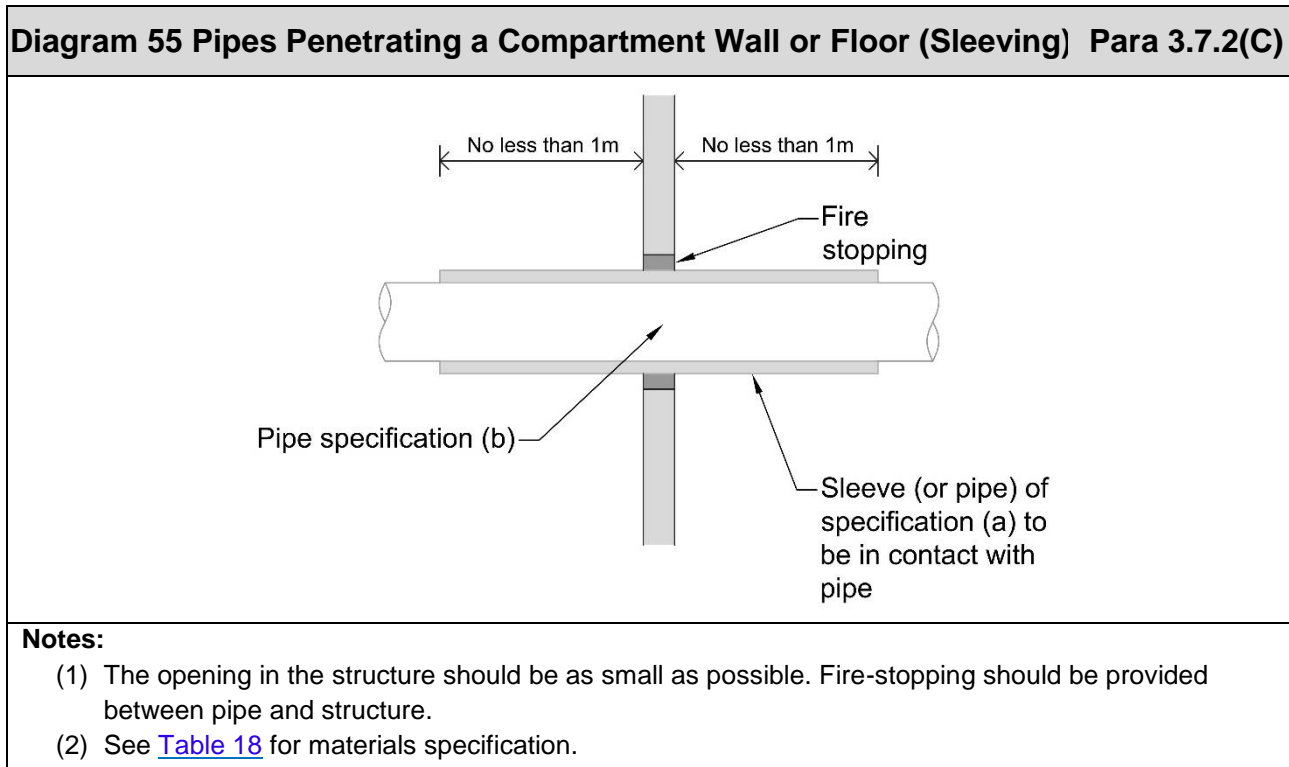 Diagram 55 Pipes Penetrating a Compartment Wall or Floor (Sleeving) Para 3.7.2(C)
No less than 1m
No less than 1m
Fire
stopping
Pipe specification (b)
Sleeve (or pipe) of
specification (a) to
be in contact with
pipe
Notes:
(1) The opening in the structure should be as small as possible. Fire-stopping should be provided
between pipe and structure.
(2) See Table 18 for materials specification.